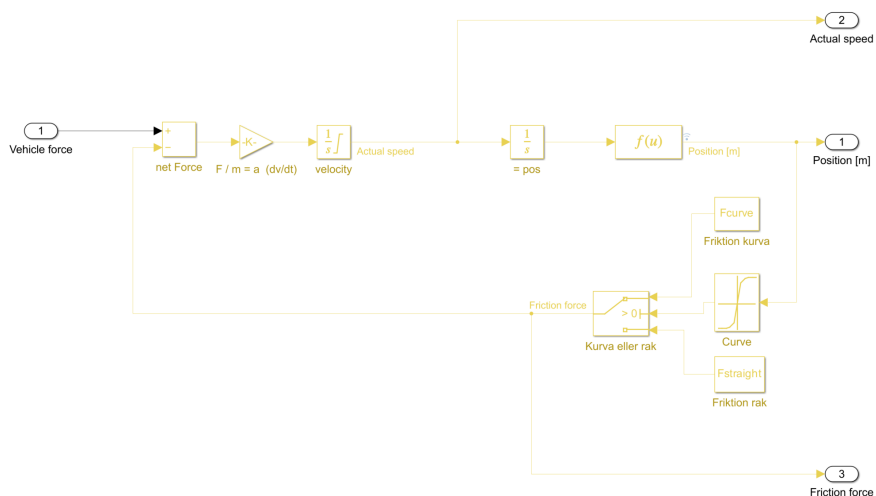 2
Actual speed
1
Vehicle force
+
−
net Force
-K-
F / m = a  (dv/dt)
1
s
velocity
Actual speed
1
s
= pos
f(u)
Position [m]
1
Position [m]
Fcurve
Friktion kurva
Friction force
> 0
Kurva eller rak
Curve
Fstraight
Friktion rak
3
Friction force